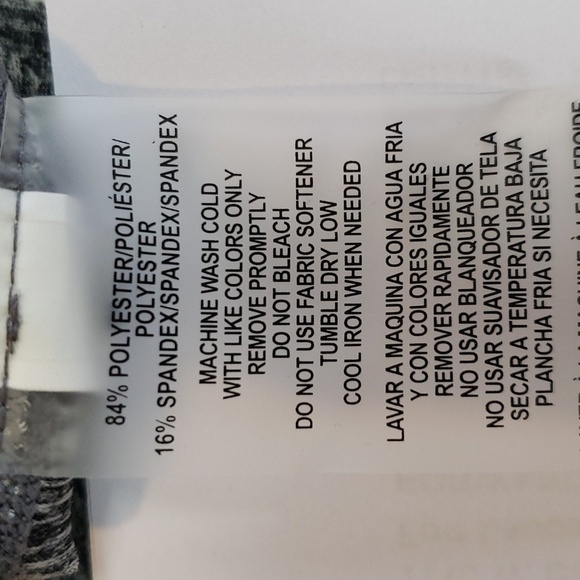 84% POLYESTER/POLIÉSTER/
POLYESTER
16% SPANDEX/SPANDEX/SPANDEX
MACHINE WASH COLD
WITH LIKE COLORS ONLY
REMOVE PROMPTLY
DO NOT BLEACH
DO NOT USE FABRIC SOFTENER
TUMBLE DRY LOW
COOL IRON WHEN NEEDED
LAVAR A MAQUINA CON AGUA FRIA
Y CON COLORES IGUALES
REMOVER RAPIDAMENTE
NO USAR BLANQUEADOR
NO USAR SUAVISADOR DE TELA
SECAR A TEMPERATURA BAJA
PLANCHA FRIA SI NECESITA